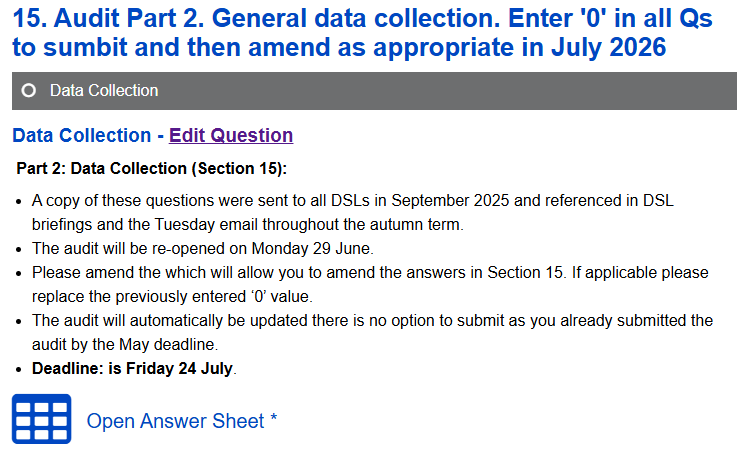 15. Audit Part 2. General data collection. Enter '0' in all Qs
to sumbit and then amend as appropriate in July 2026
Data Collection
Data Collection - Edit Question
Part 2: Data Collection (Section 15):
• A copy of these questions were sent to all DSLs in September 2025 and referenced in DSL
briefings and the Tuesday email throughout the autumn term.
• The audit will be re-opened on Monday 29 June.
• Please amend the which will allow you to amend the answers in Section 15. If applicable please
replace the previously entered ‘0’ value.
• The audit will automatically be updated there is no option to submit as you already submitted the
audit by the May deadline.
• Deadline: is Friday 24 July.
Open Answer Sheet *